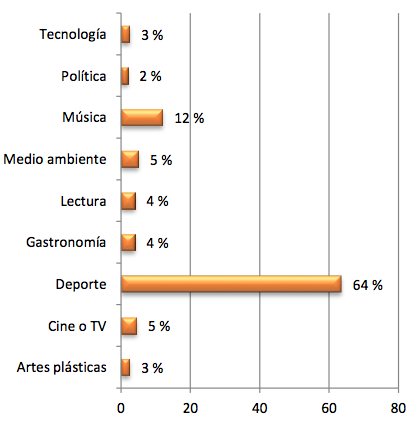 Tecnología 3 %
Política 2 %
Música 12 %
Medio ambiente 5 %
Lectura 4 %
Gastronomía 4 %
Deporte 64 %
Cine o TV 5 %
Artes plásticas 3 %
0 20 40 60 80